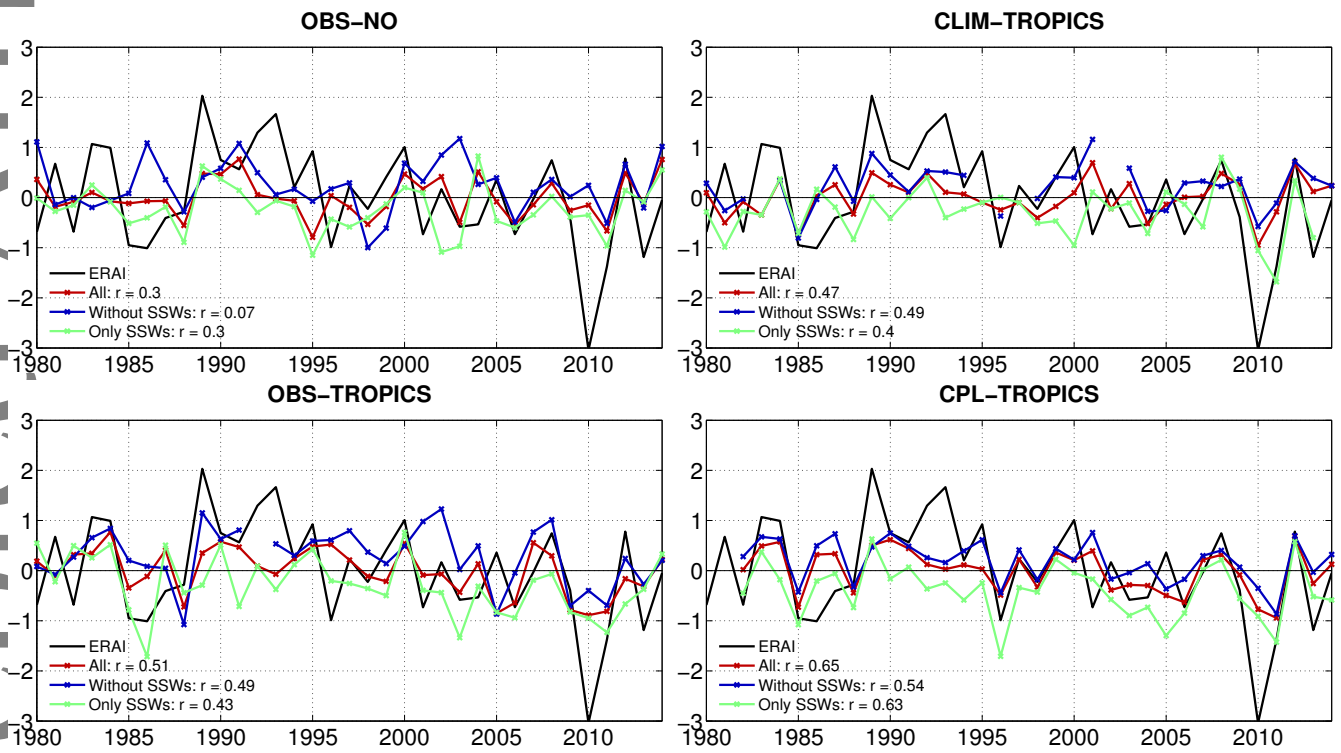 OBS−NO
3
2
1
0
−1
−2
−3
ERAI
All: r = 0.3
Without SSWs: r = 0.07
Only SSWs: r = 0.3
1980 1985 1990 1995 2000 2005 2010
CLIM−TROPICS
3
2
1
0
−1
−2
−3
ERAI
All: r = 0.47
Without SSWs: r = 0.49
Only SSWs: r = 0.4
1980 1985 1990 1995 2000 2005 2010
OBS−TROPICS
3
2
1
0
−1
−2
−3
ERAI
All: r = 0.51
Without SSWs: r = 0.49
Only SSWs: r = 0.43
1980 1985 1990 1995 2000 2005 2010
CPL−TROPICS
3
2
1
0
−1
−2
−3
ERAI
All: r = 0.65
Without SSWs: r = 0.54
Only SSWs: r = 0.63
1980 1985 1990 1995 2000 2005 2010